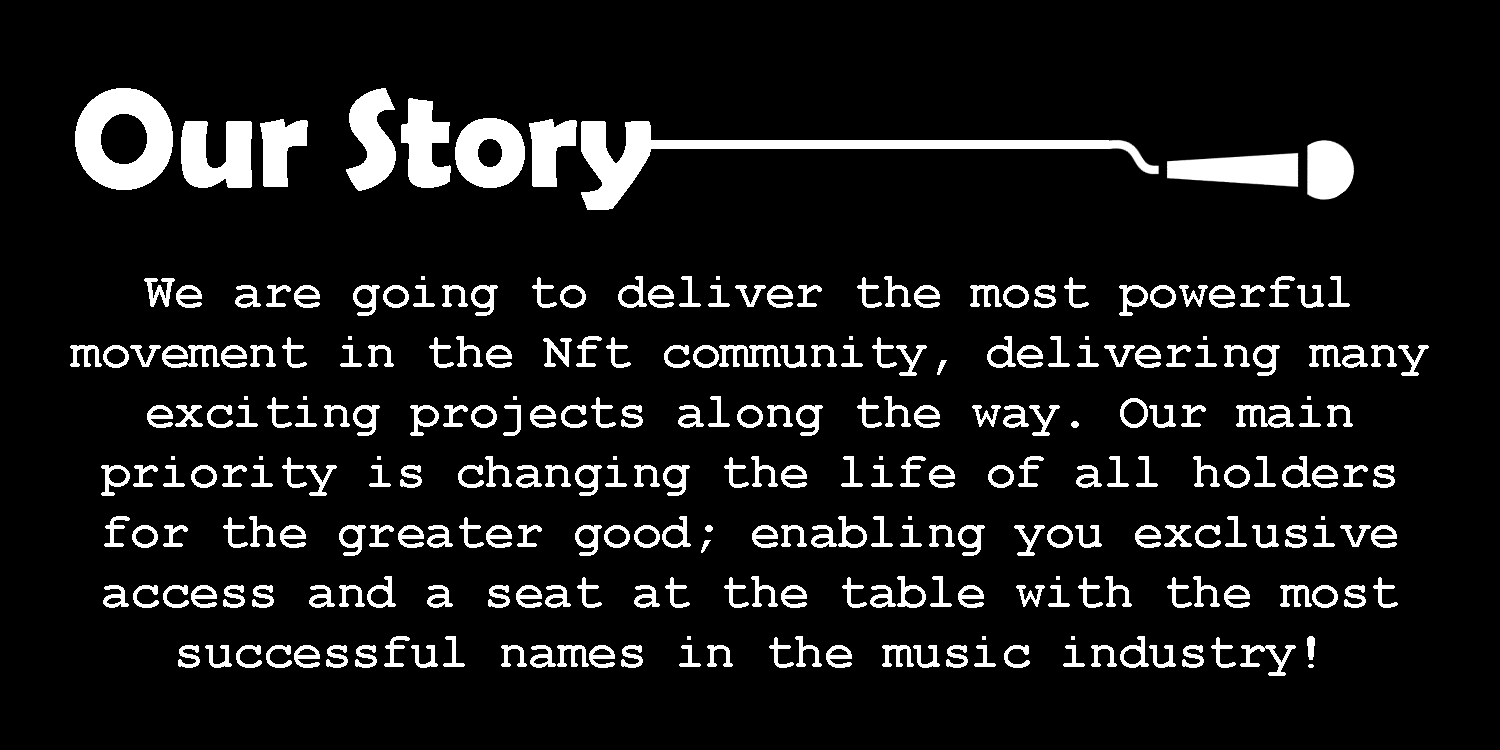 Our Story
We are going to deliver the most powerful
movement in the Nft community, delivering many
exciting projects along the way. Our main
priority is changing the life of all holders
for the greater good; enabling you exclusive
access and a seat at the table with the most
successful names in the music industry!